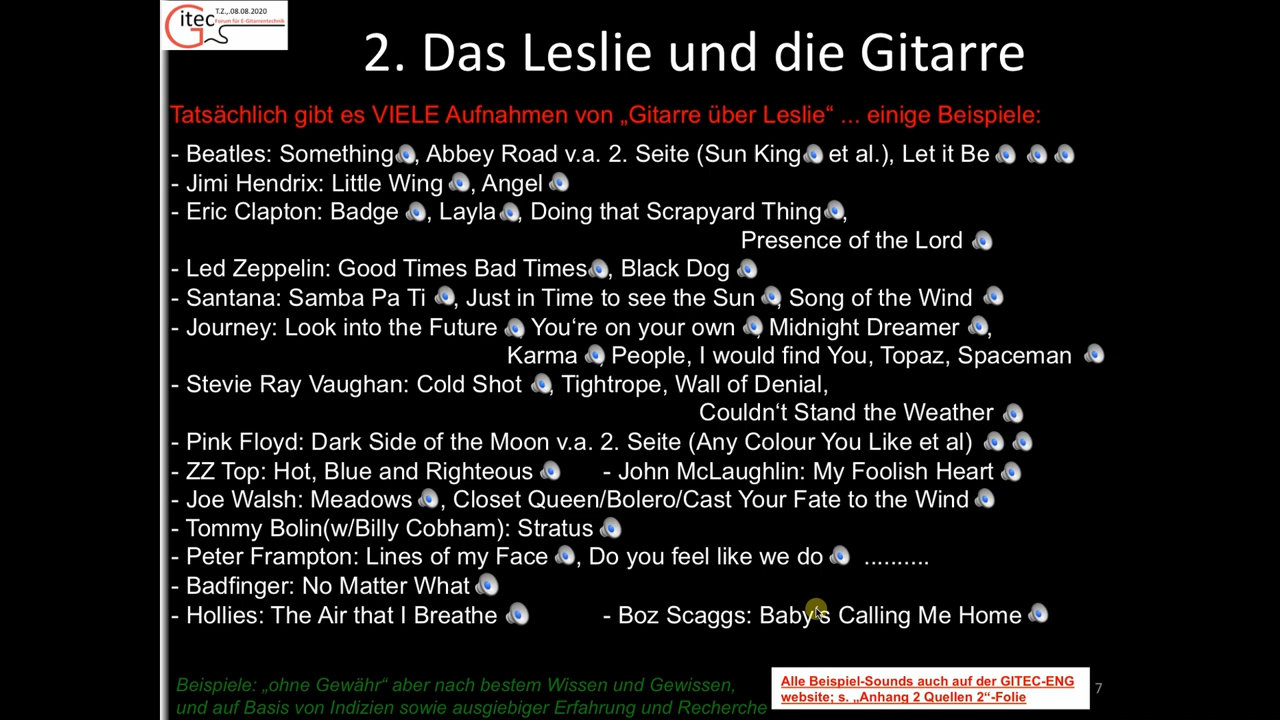 Gitec T.Z.,.08.08.2020
Forum für E-Gitarrentechnik
2. Das Leslie und die Gitarre
Tatsächlich gibt es VIELE Aufnahmen von „Gitarre über Leslie“ ... einige Beispiele:
- Beatles: Something, Abbey Road v.a. 2. Seite (Sun King et al.), Let it Be
- Jimi Hendrix: Little Wing, Angel
- Eric Clapton: Badge, Layla, Doing that Scrapyard Thing,
Presence of the Lord
- Led Zeppelin: Good Times Bad Times, Black Dog
- Santana: Samba Pa Ti, Just in Time to see the Sun, Song of the Wind
- Journey: Look into the Future, You‘re on your own, Midnight Dreamer,
Karma, People, I would find You, Topaz, Spaceman
- Stevie Ray Vaughan: Cold Shot, Tightrope, Wall of Denial,
Couldn‘t Stand the Weather
- Pink Floyd: Dark Side of the Moon v.a. 2. Seite (Any Colour You Like et al)
- ZZ Top: Hot, Blue and Righteous - John McLaughlin: My Foolish Heart
- Joe Walsh: Meadows, Closet Queen/Bolero/Cast Your Fate to the Wind
- Tommy Bolin(w/Billy Cobham): Stratus
- Peter Frampton: Lines of my Face, Do you feel like we do ..........
- Badfinger: No Matter What
- Hollies: The Air that I Breathe - Boz Scaggs: Baby‘s Calling Me Home
Beispiele: „ohne Gewähr“ aber nach bestem Wissen und Gewissen,
und auf Basis von Indizien sowie ausgiebiger Erfahrung und Recherche
Alle Beispiel-Sounds auch auf der GITEC-ENG
website; s. „Anhang 2 Quellen 2“-Folie
7